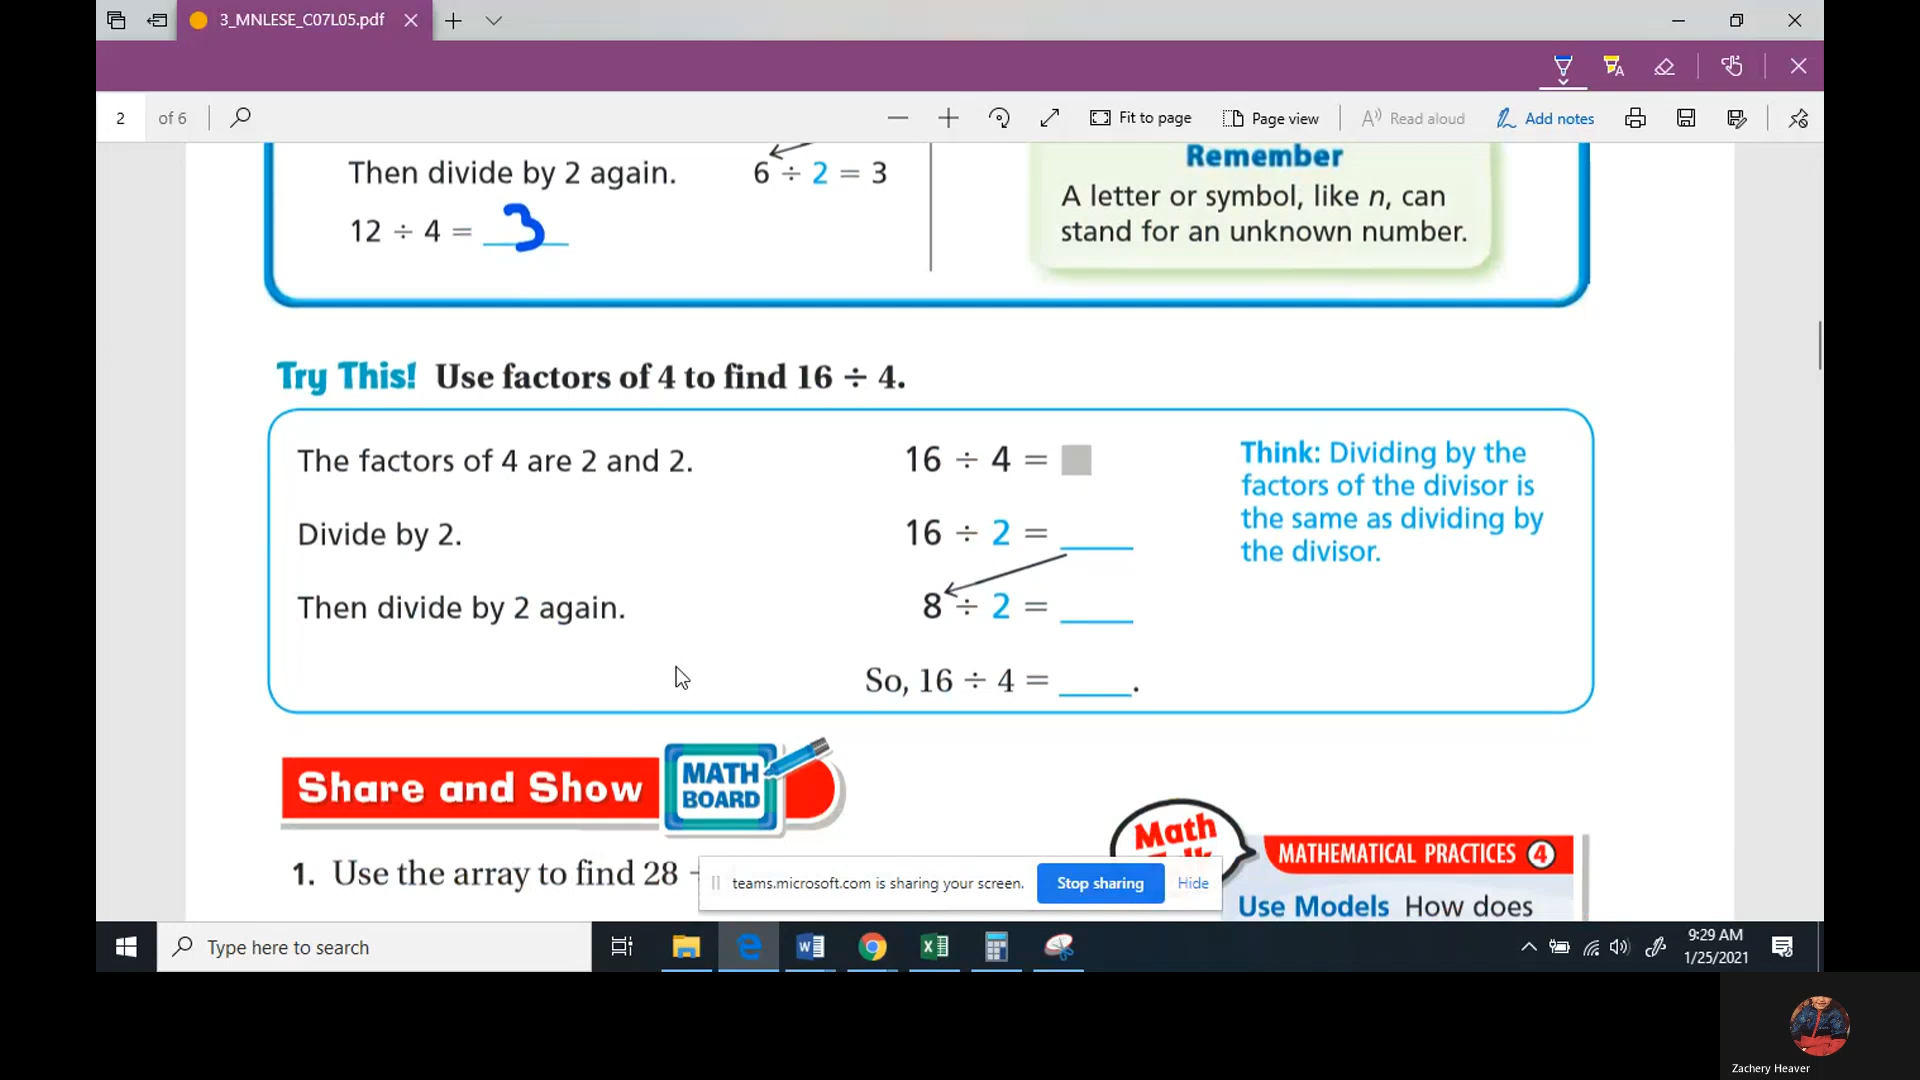 3_MNLESE_C07L05.pdf
2 of 6
Fit to page
Page view
Read aloud
Add notes
Then divide by 2 again. 6 ÷ 2 = 3
12 ÷ 4 = 3
Remember
A letter or symbol, like n, can
stand for an unknown number.
Try This! Use factors of 4 to find 16 ÷ 4.
The factors of 4 are 2 and 2. 16 ÷ 4 =
Divide by 2. 16 ÷ 2 = ____
Then divide by 2 again. 8 ÷ 2 = ____
So, 16 ÷ 4 = ____.
Think: Dividing by the
factors of the divisor is
the same as dividing by
the divisor.
Share and Show
MATH
BOARD
1. Use the array to find 28
Math
MATHEMATICAL PRACTICES 4
Use Models How does
teams.microsoft.com is sharing your screen.
Stop sharing
Hide
Type here to search
9:29 AM
1/25/2021
Zachery Heaver